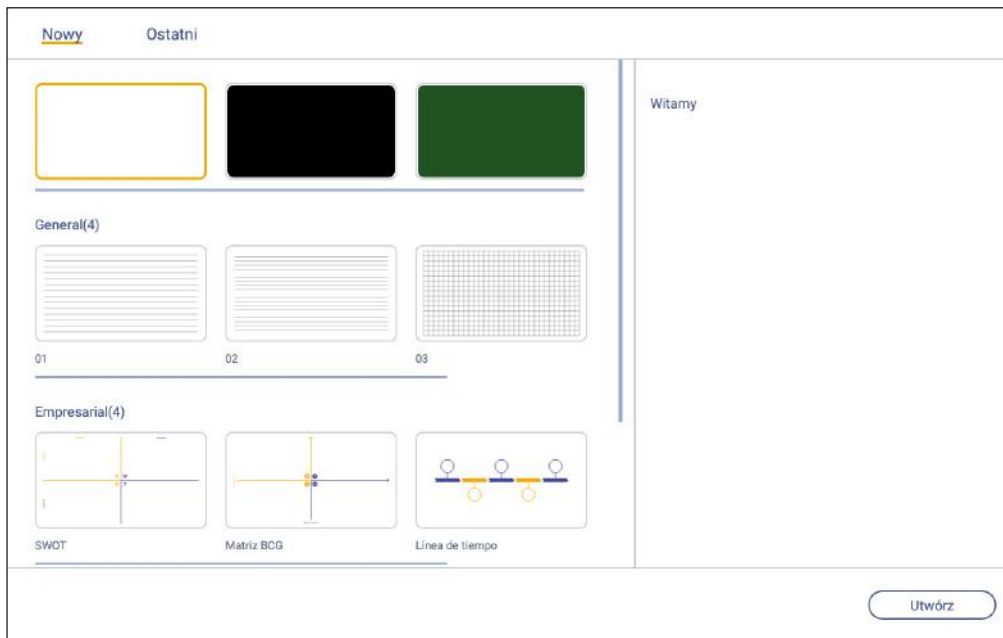 Nowy
Ostatni
Witamy
General(4)
01
02
03
Empresarial(4)
SWOT
Matriz BCG
Línea de tiempo
Utwórz